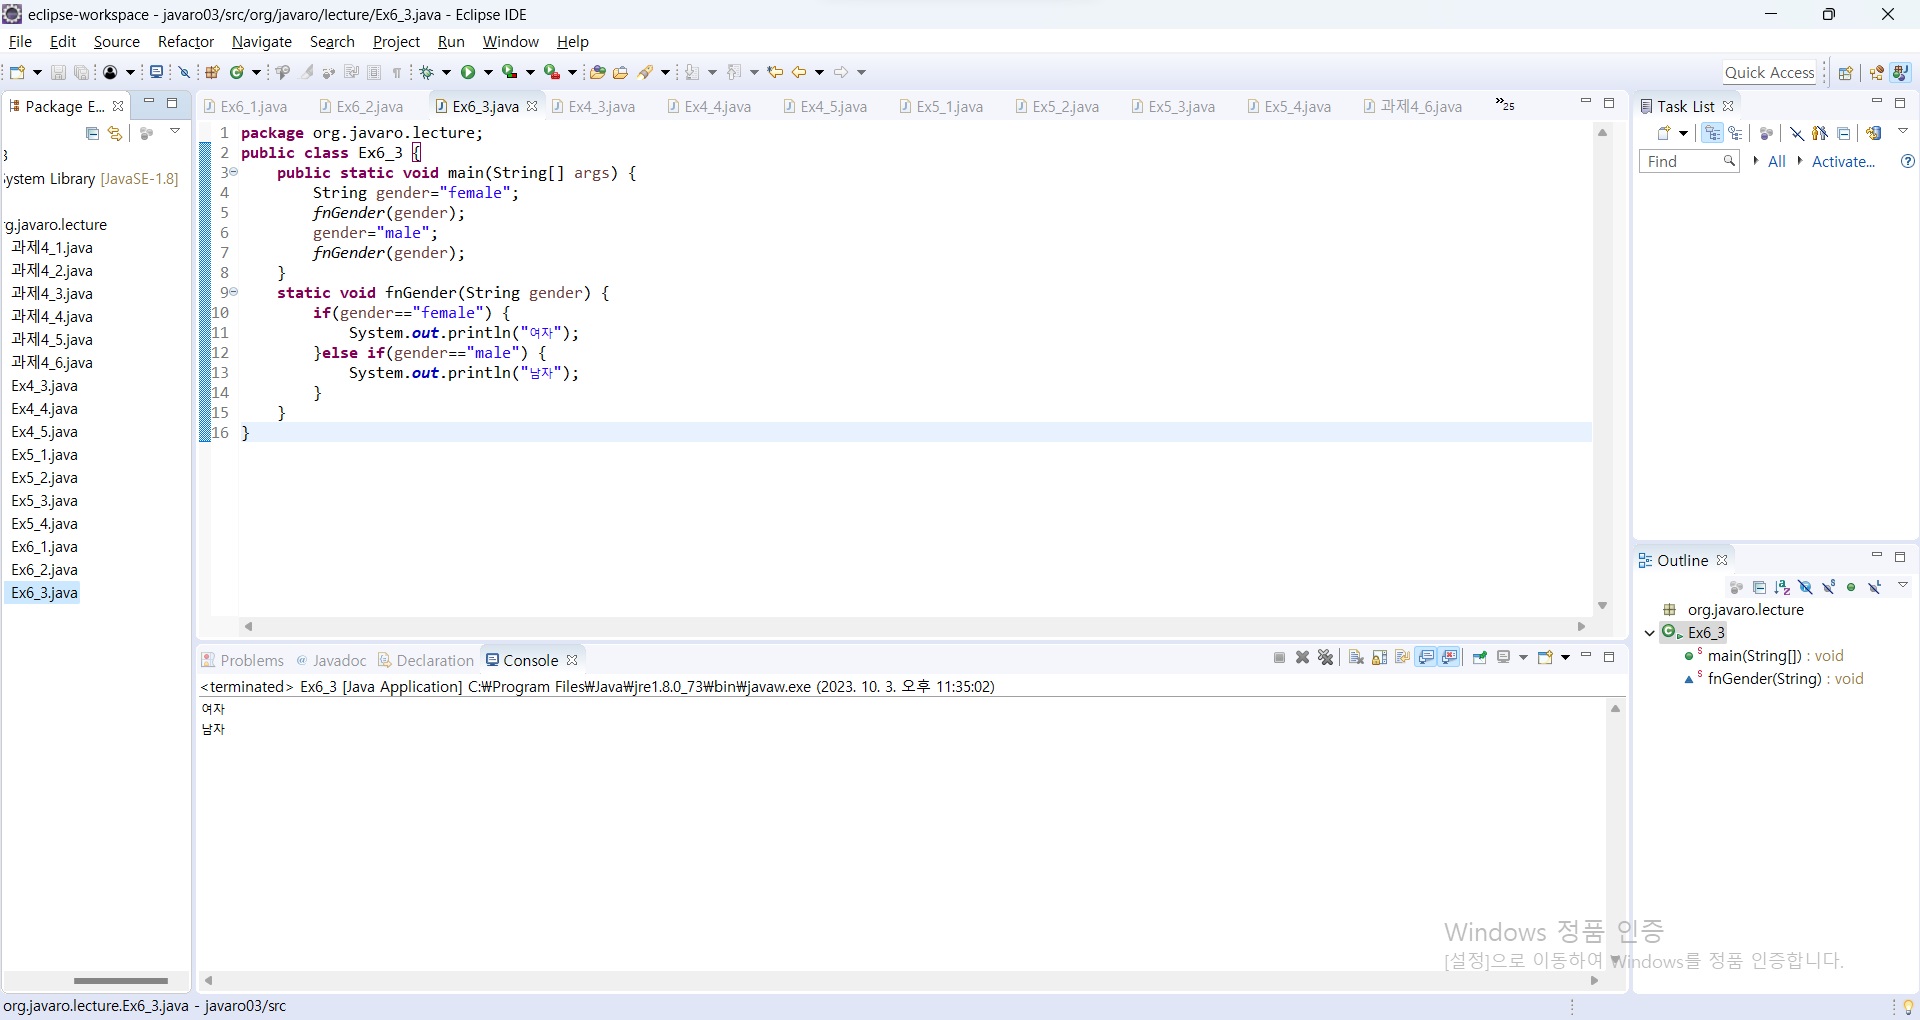 eclipse-workspace - javaro03/src/org/javaro/lecture/Ex6_3.java - Eclipse IDE
File Edit Source Refactor Navigate Search Project Run Window Help
Quick Access
Package E...
Ex6_1.java Ex6_2.java Ex6_3.java Ex4_3.java Ex4_4.java Ex4_5.java Ex5_1.java Ex5_2.java Ex5_3.java Ex5_4.java 과제4_6.java »25
3
ystem Library [JavaSE-1.8]
rg.javaro.lecture
과제4_1.java
과제4_2.java
과제4_3.java
과제4_4.java
과제4_5.java
과제4_6.java
Ex4_3.java
Ex4_4.java
Ex4_5.java
Ex5_1.java
Ex5_2.java
Ex5_3.java
Ex5_4.java
Ex6_1.java
Ex6_2.java
Ex6_3.java
1 package org.javaro.lecture;
2 public class Ex6_3 {
3     public static void main(String[] args) {
4         String gender="female";
5         fnGender(gender);
6         gender="male";
7         fnGender(gender);
8     }
9     static void fnGender(String gender) {
10         if(gender=="female") {
11             System.out.println("여자");
12         }else if(gender=="male") {
13             System.out.println("남자");
14         }
15     }
16 }
Problems @ Javadoc Declaration Console
<terminated> Ex6_3 [Java Application] C:₩Program Files₩Java₩jre1.8.0_73₩bin₩javaw.exe (2023. 10. 3. 오후 11:35:02)
여자
남자
Task List
Find All Activate...
Outline
org.javaro.lecture
Ex6_3
main(String[]) : void
fnGender(String) : void
Windows 정품 인증
[설정]으로 이동하여 Windows를 정품 인증합니다.
org.javaro.lecture.Ex6_3.java - javaro03/src